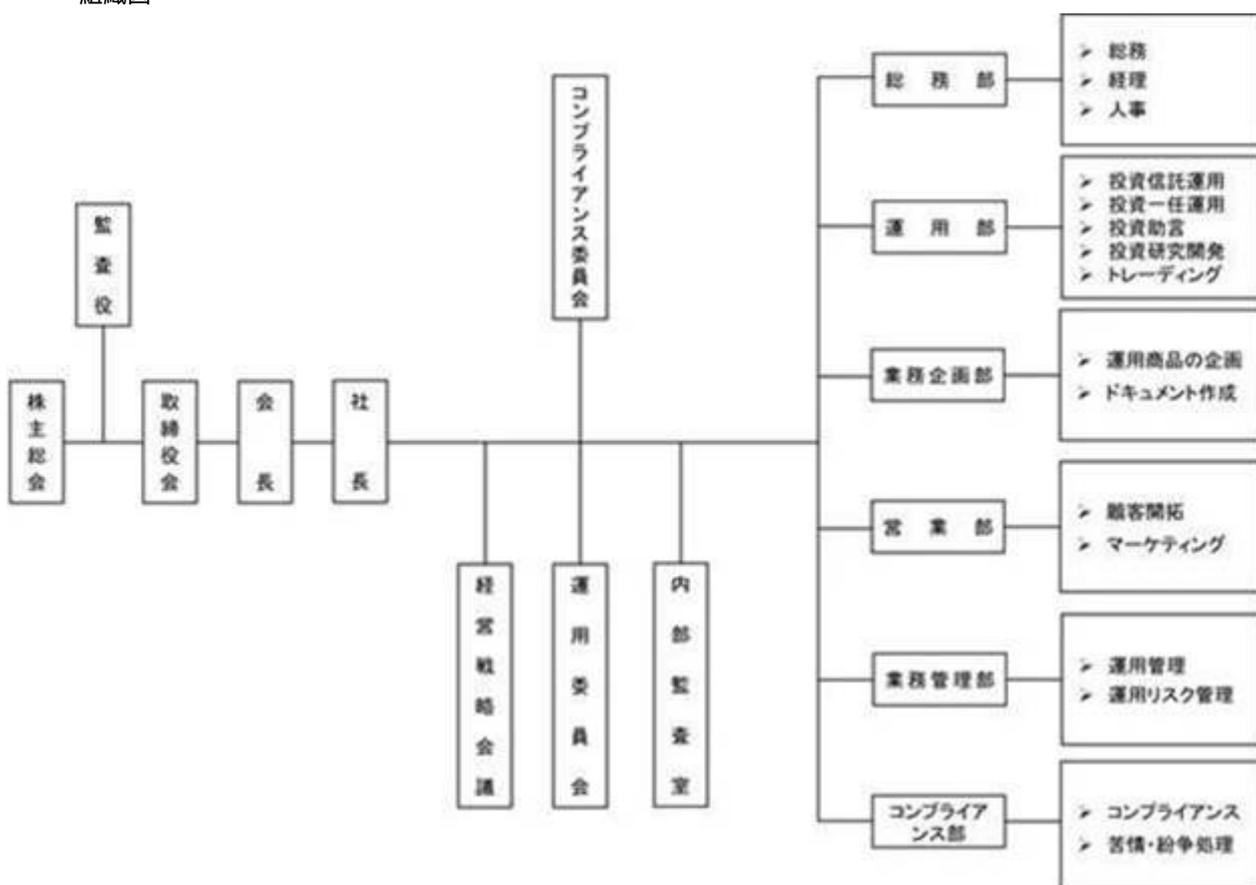 組織図
監査役
株主総会
取締役会
会長
社長
コンプライアンス委員会
経営戦略会議
運用委員会
内部監査室
総務部
➢ 総務
➢ 経理
➢ 人事
運用部
➢ 投資信託運用
➢ 投資一任運用
➢ 投資助言
➢ 投資研究開発
➢ トレーディング
業務企画部
➢ 運用商品の企画
➢ ドキュメント作成
営業部
➢ 顧客開拓
➢ マーケティング
業務管理部
➢ 運用管理
➢ 運用リスク管理
コンプライア
ンス部
➢ コンプライアンス
➢ 苦情・紛争処理